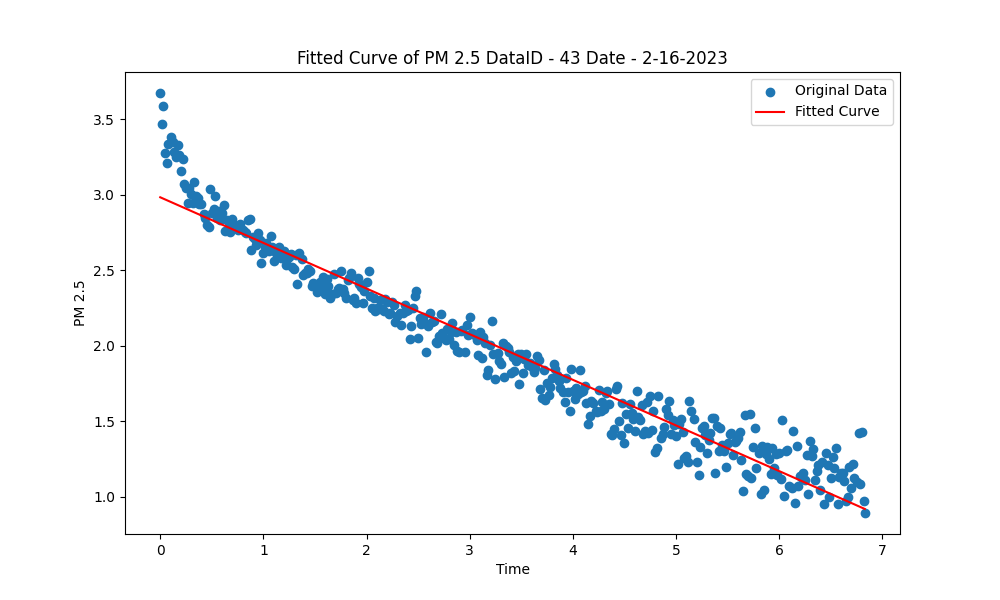 Fitted Curve of PM 2.5 DataID - 43 Date - 2-16-2023
Original Data
Fitted Curve
3.5
3.0
2.5
2.0
1.5
1.0
PM 2.5
0 1 2 3 4 5 6 7
Time